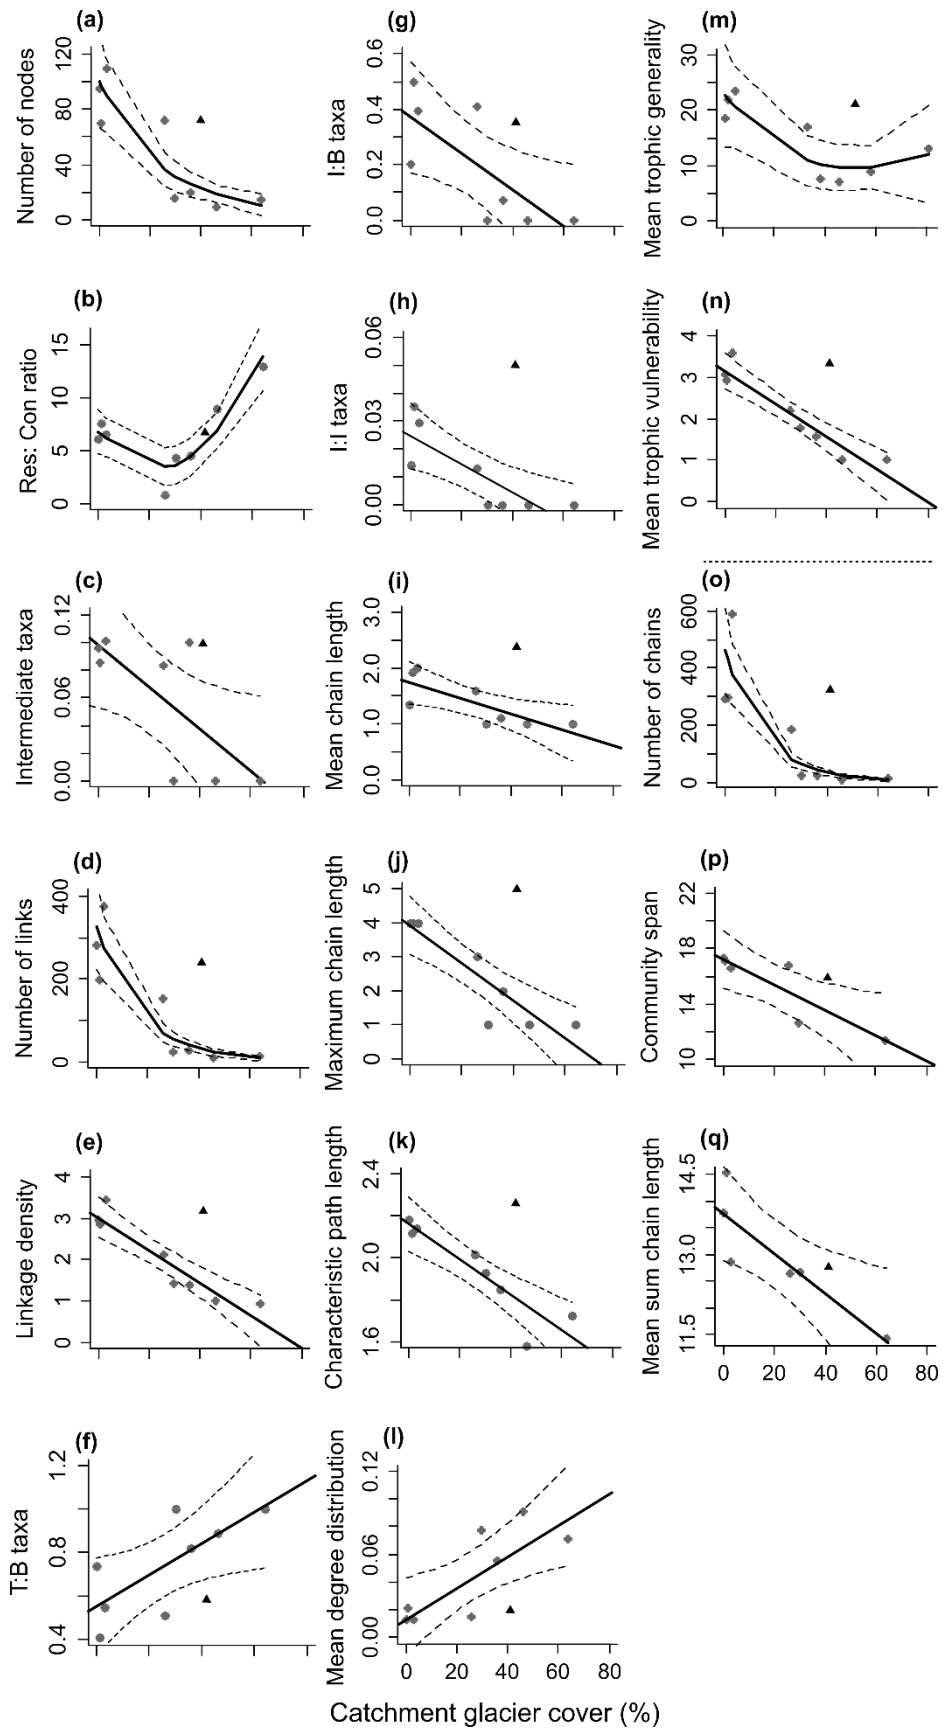 (a)
Number of nodes
0
40
80
120
(b)
Res: Con ratio
0
5
10
15
(c)
Intermediate taxa
0.00
0.06
0.12
(d)
Number of links
0
200
400
(e)
Linkage density
0
1
2
3
4
(f)
T:B taxa
0.4
0.8
1.2
(g)
I:B taxa
0.0
0.2
0.4
0.6
(h)
I:I taxa
0.00
0.03
0.06
(i)
Mean chain length
0.0
1.0
2.0
3.0
(j)
Maximum chain length
0
1
2
3
4
5
(k)
Characteristic path length
1.6
2.0
2.4
(l)
Mean degree distribution
0.00
0.06
0.12
0 20 40 60 80
(m)
Mean trophic generality
0
10
20
30
(n)
Mean trophic vulnerability
0
1
2
3
4
(o)
Number of chains
0
200
400
600
(p)
Community span
10
14
18
22
(q)
Mean sum chain length
11.5
13.0
14.5
0 20 40 60 80
Catchment glacier cover (%)